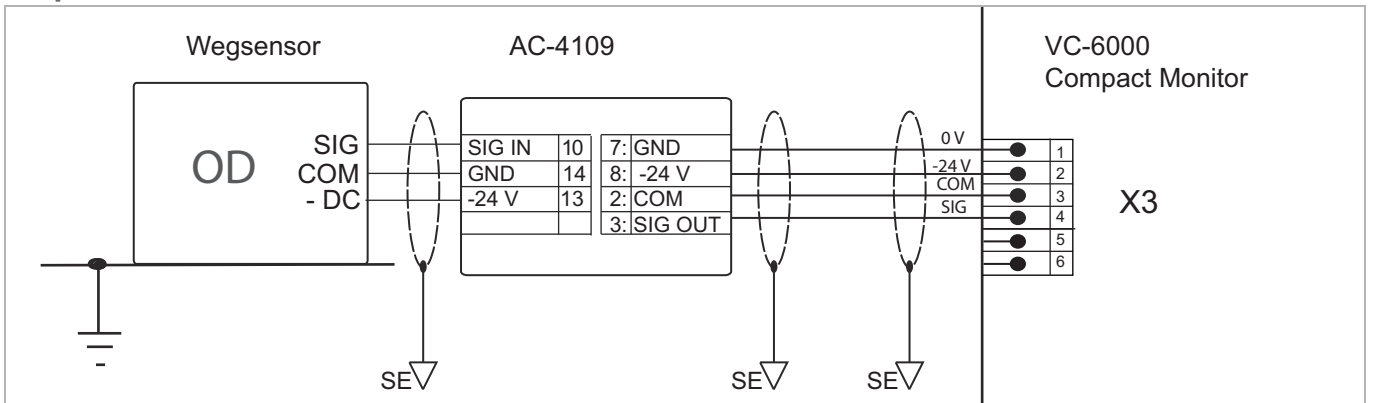 Wegsensor
AC-4109
VC-6000
Compact Monitor
OD
SIG
COM
- DC
SIG IN 10
GND 14
-24 V 13
7: GND
8: -24 V
2: COM
3: SIG OUT
0 V
-24 V
COM
SIG
1
2
3
4
5
6
X3
SE
SE
SE